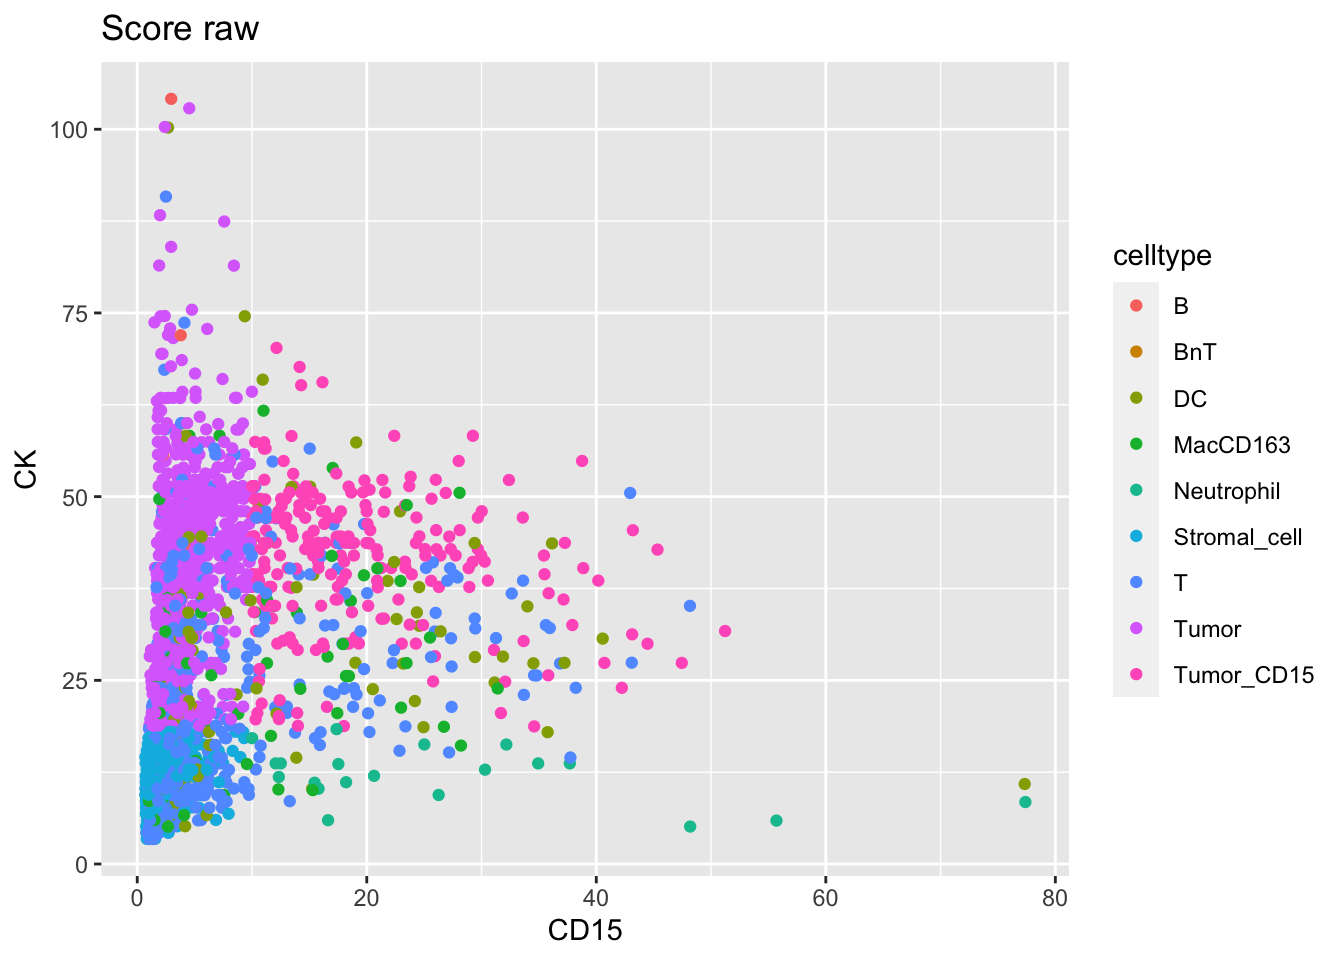 Score raw
CK
100
75
50
25
0
0 20 40 60 80
CD15
celltype
B
BnT
DC
MacCD163
Neutrophil
Stromal_cell
T
Tumor
Tumor_CD15